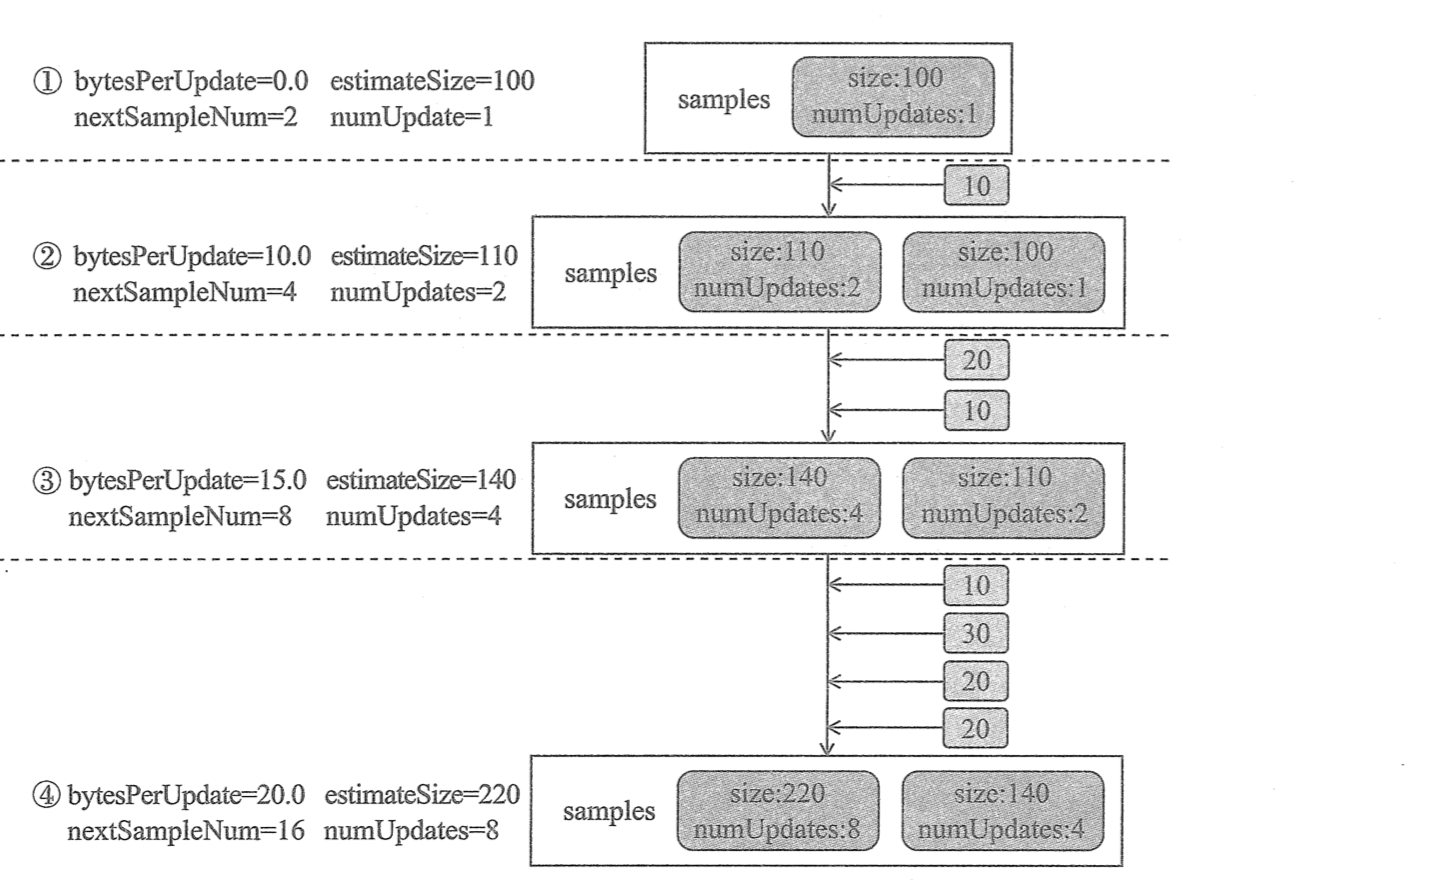 ① bytesPerUpdate=0.0 estimateSize=100
nextSampleNum=2 numUpdate=1
samples
size:100
numUpdates:1
10
② bytesPerUpdate=10.0 estimateSize=110
nextSampleNum=4 numUpdates=2
samples
size:110
numUpdates:2
size:100
numUpdates:1
20
10
③ bytesPerUpdate=15.0 estimateSize=140
nextSampleNum=8 numUpdates=4
samples
size:140
numUpdates:4
size:110
numUpdates:2
10
30
20
20
④ bytesPerUpdate=20.0 estimateSize=220
nextSampleNum=16 numUpdates=8
samples
size:220
numUpdates:8
size:140
numUpdates:4